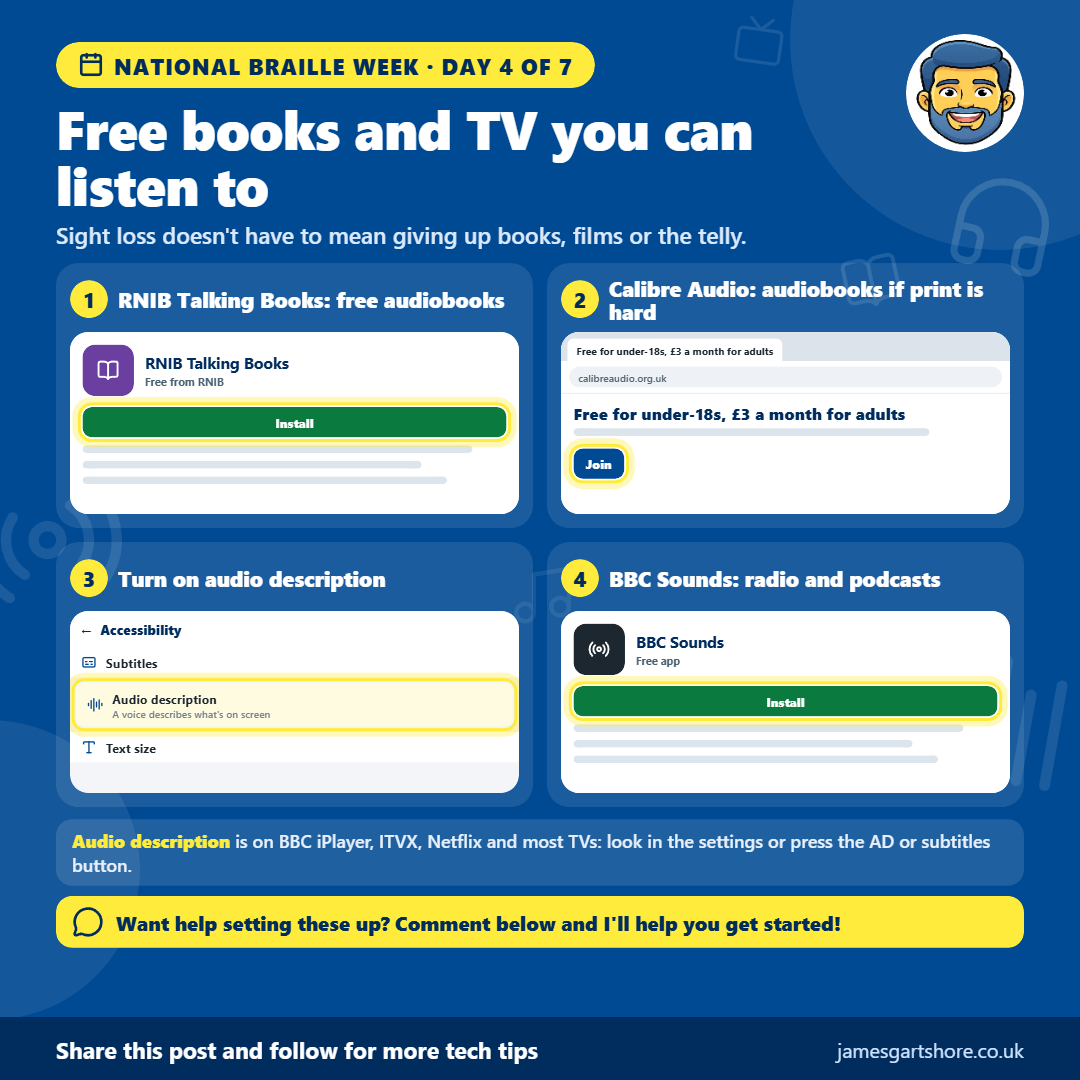 NATIONAL BRAILLE WEEK · DAY 4 OF 7
Free books and TV you can
listen to
Sight loss doesn't have to mean giving up books, films or the telly.
1 RNIB Talking Books: free audiobooks
RNIB Talking Books
Free from RNIB
Install
2 Calibre Audio: audiobooks if print is
hard
Free for under-18s, £3 a month for adults
calibreaudio.org.uk
Free for under-18s, £3 a month for adults
Join
3 Turn on audio description
← Accessibility
Subtitles
Audio description
A voice describes what's on screen
Text size
4 BBC Sounds: radio and podcasts
BBC Sounds
Free app
Install
Audio description is on BBC iPlayer, ITVX, Netflix and most TVs: look in the settings or press the AD or subtitles
button.
Want help setting these up? Comment below and I'll help you get started!
Share this post and follow for more tech tips
jamesgartshore.co.uk